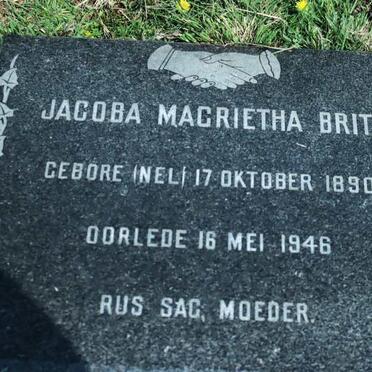 JACOBA MAGRIETHA BRIT
GEBORE (NEL) 17 OKTOBER 1890
OORLEDE 16 MEI 1946
RUS SAG, MOEDER.